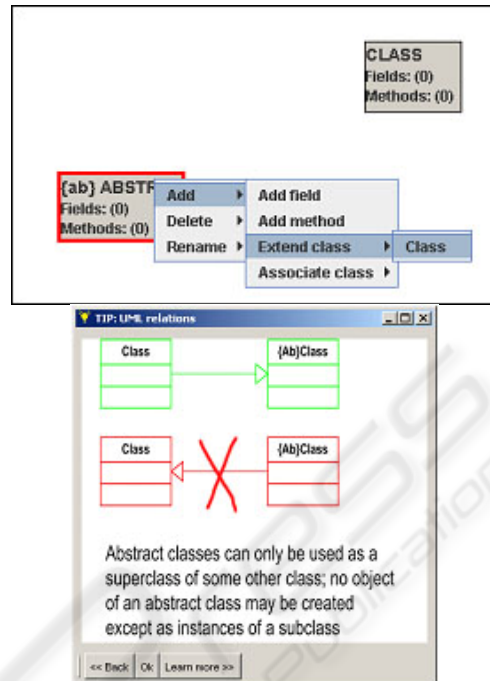 CLASS
Fields: (0)
Methods: (0)
{ab} ABSTR
Fields: (0)
Methods: (0)
Add
Delete
Rename
Add field
Add method
Extend class
Associate class
Class
TIP: UML relations
Class {Ab}Class
Class {Ab}Class
Abstract classes can only be used as a
superclass of some other class; no object
of an abstract class may be created
except as instances of a subclass
<< Back Ok Learn more >>